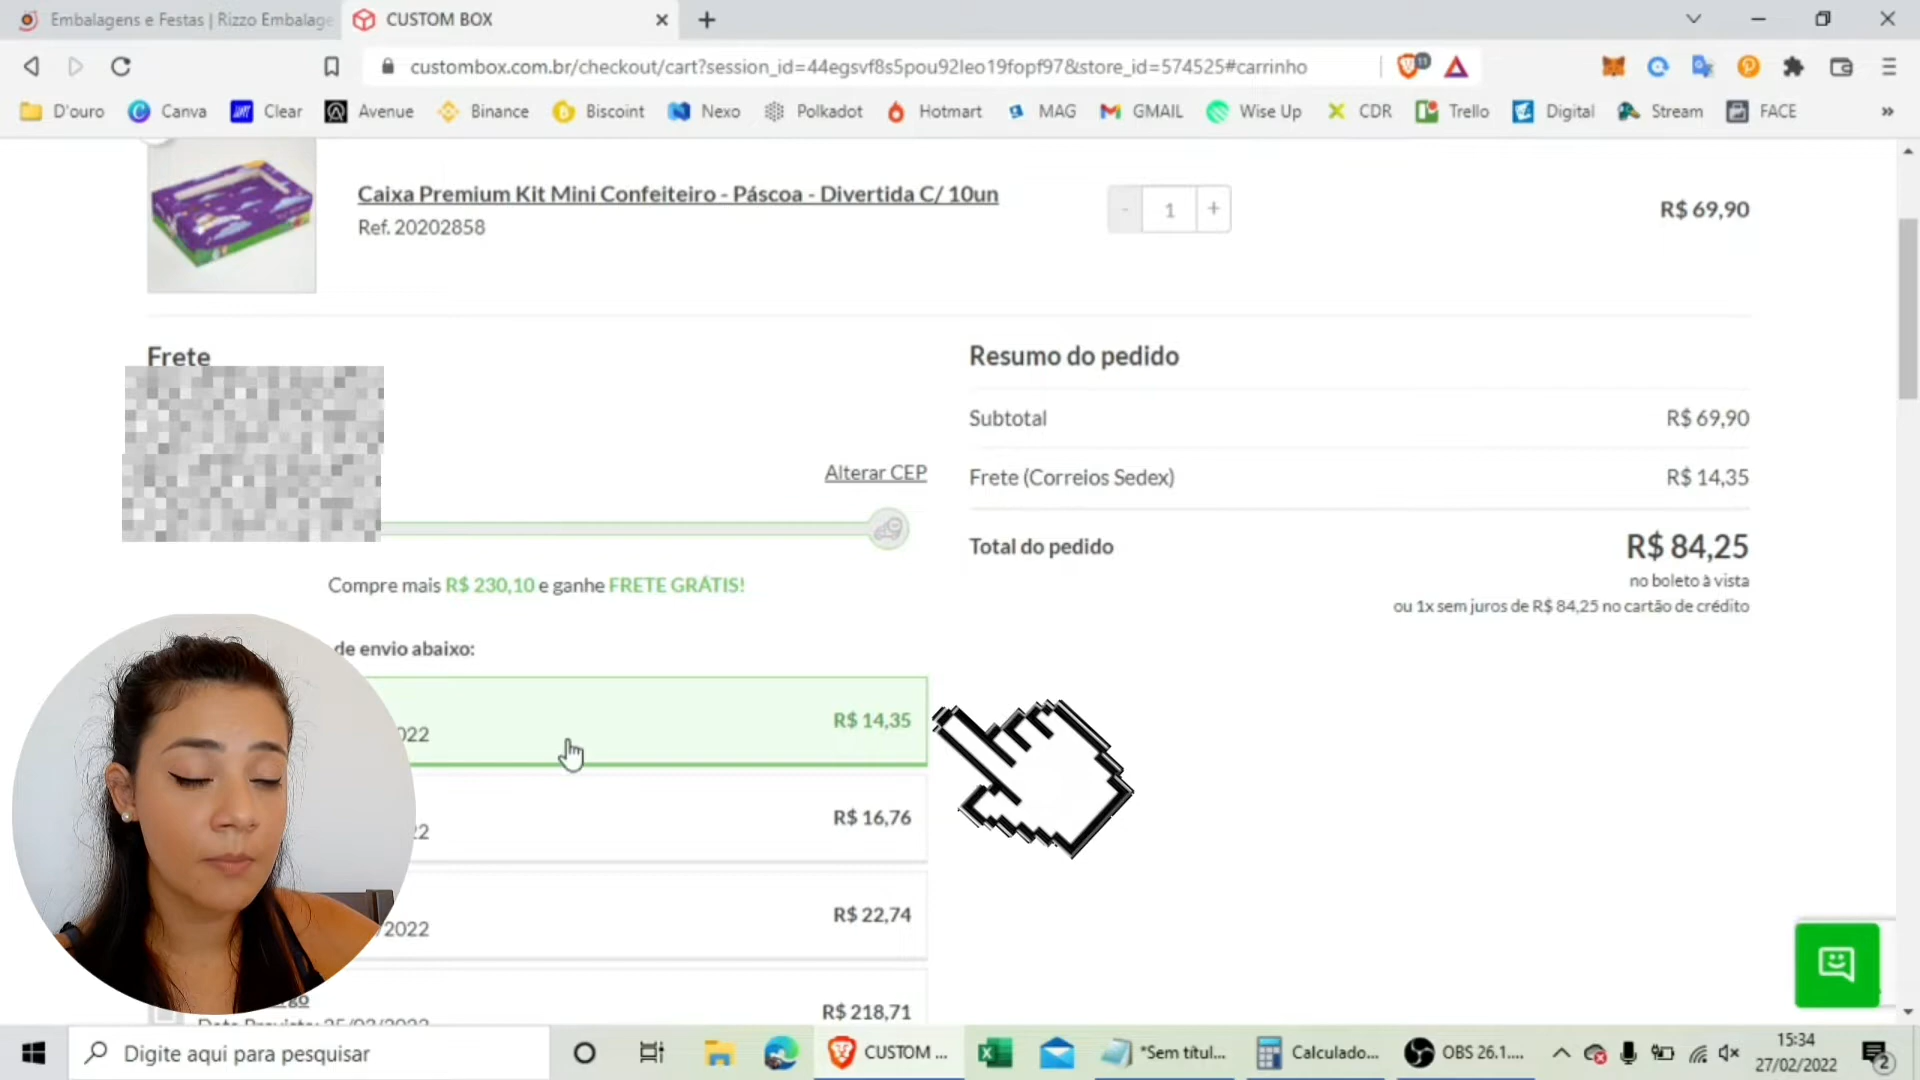 Embalagens e Festas | Rizzo Embalage
CUSTOM BOX
custombox.com.br/checkout/cart?session_id=44egsvf8s5pou92leo19fopf97&store_id=574525#carrinho
11
D'ouro
Canva
Clear
Avenue
Binance
Biscoint
Nexo
Polkadot
Hotmart
MAG
GMAIL
Wise Up
CDR
Trello
Digital
Stream
FACE
»
Caixa Premium Kit Mini Confeiteiro - Páscoa - Divertida C/ 10un
Ref. 20202858
- 1 +
R$ 69,90
Frete
Alterar CEP
Compre mais R$ 230,10 e ganhe FRETE GRÁTIS!
de envio abaixo:
022
R$ 14,35
22
R$ 16,76
/2022
R$ 22,74
R$ 218,71
Resumo do pedido
Subtotal R$ 69,90
Frete (Correios Sedex) R$ 14,35
Total do pedido R$ 84,25
no boleto à vista
ou 1x sem juros de R$ 84,25 no cartão de crédito
Digite aqui para pesquisar
CUSTOM ...
*Sem títul...
Calculado...
OBS 26.1....
15:34
27/02/2022
2